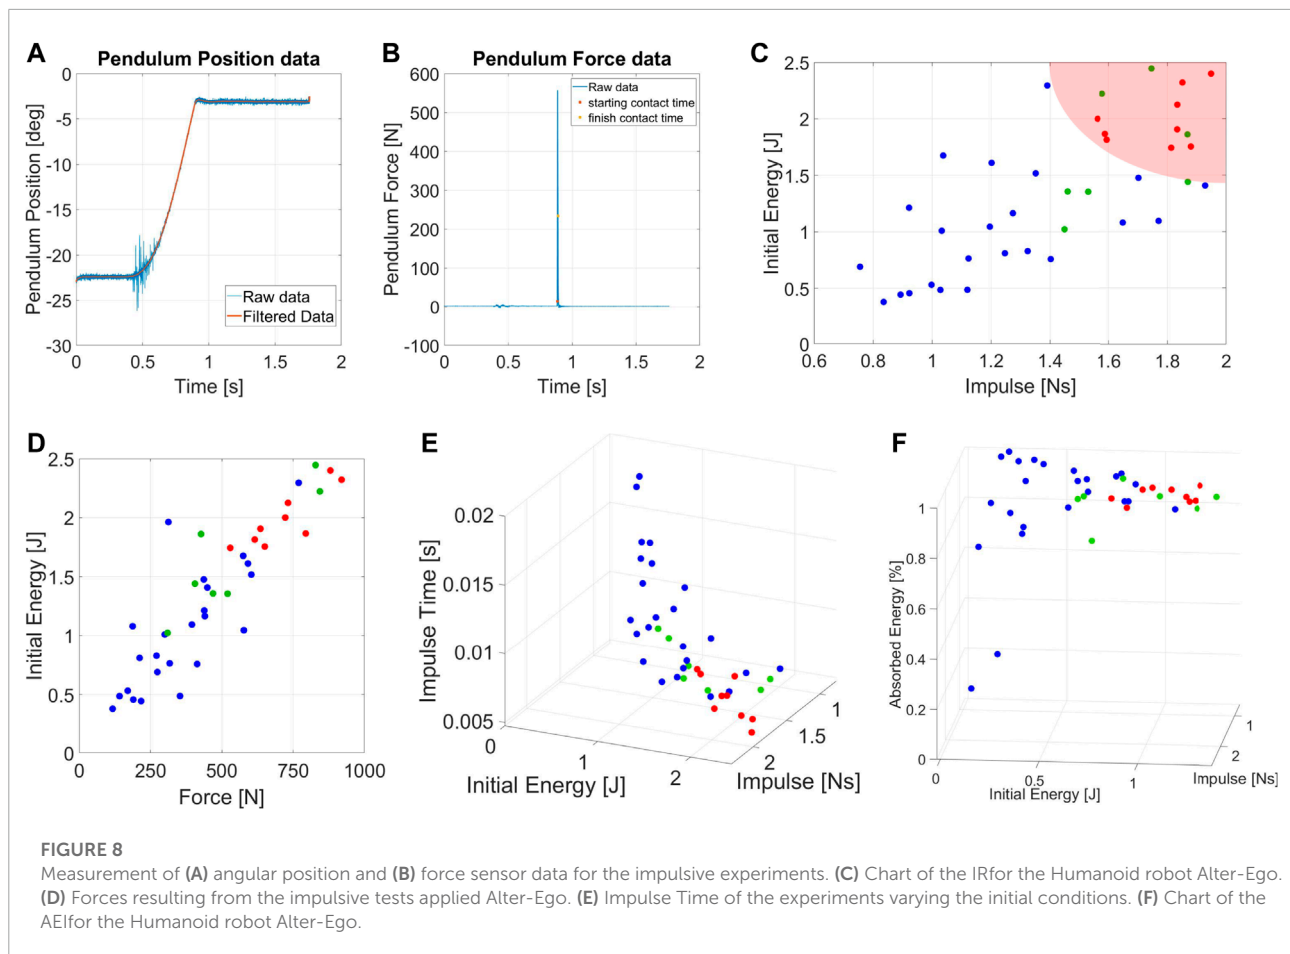 A
Pendulum Position data
0
-5
-10
-15
-20
-25
-30
Pendulum Position [deg]
Raw data
Filtered Data
0
0.5
1
1.5
2
Time [s]
B
Pendulum Force data
600
500
400
300
200
100
0
-100
Pendulum Force [N]
Raw data
starting contact time
finish contact time
0
0.5
1
1.5
2
Time [s]
C
2.5
2
1.5
1
0.5
0
Initial Energy [J]
0.6
0.8
1
1.2
1.4
1.6
1.8
2
Impulse [Ns]
D
2.5
2
1.5
1
0.5
0
Initial Energy [J]
0
250
500
750
1000
Force [N]
E
0.02
0.015
0.01
0.005
Impulse Time [s]
0
1
2
Initial Energy [J]
1
1.5
2
Impulse [Ns]
F
1
0.8
0.6
0.4
0.2
0
Absorbed Energy [%]
0
0.5
1
Initial Energy [J]
1
2
Impulse [Ns]
FIGURE 8
Measurement of (A) angular position and (B) force sensor data for the impulsive experiments. (C) Chart of the IRfor the Humanoid robot Alter-Ego.
(D) Forces resulting from the impulsive tests applied Alter-Ego. (E) Impulse Time of the experiments varying the initial conditions. (F) Chart of the
AEIfor the Humanoid robot Alter-Ego.